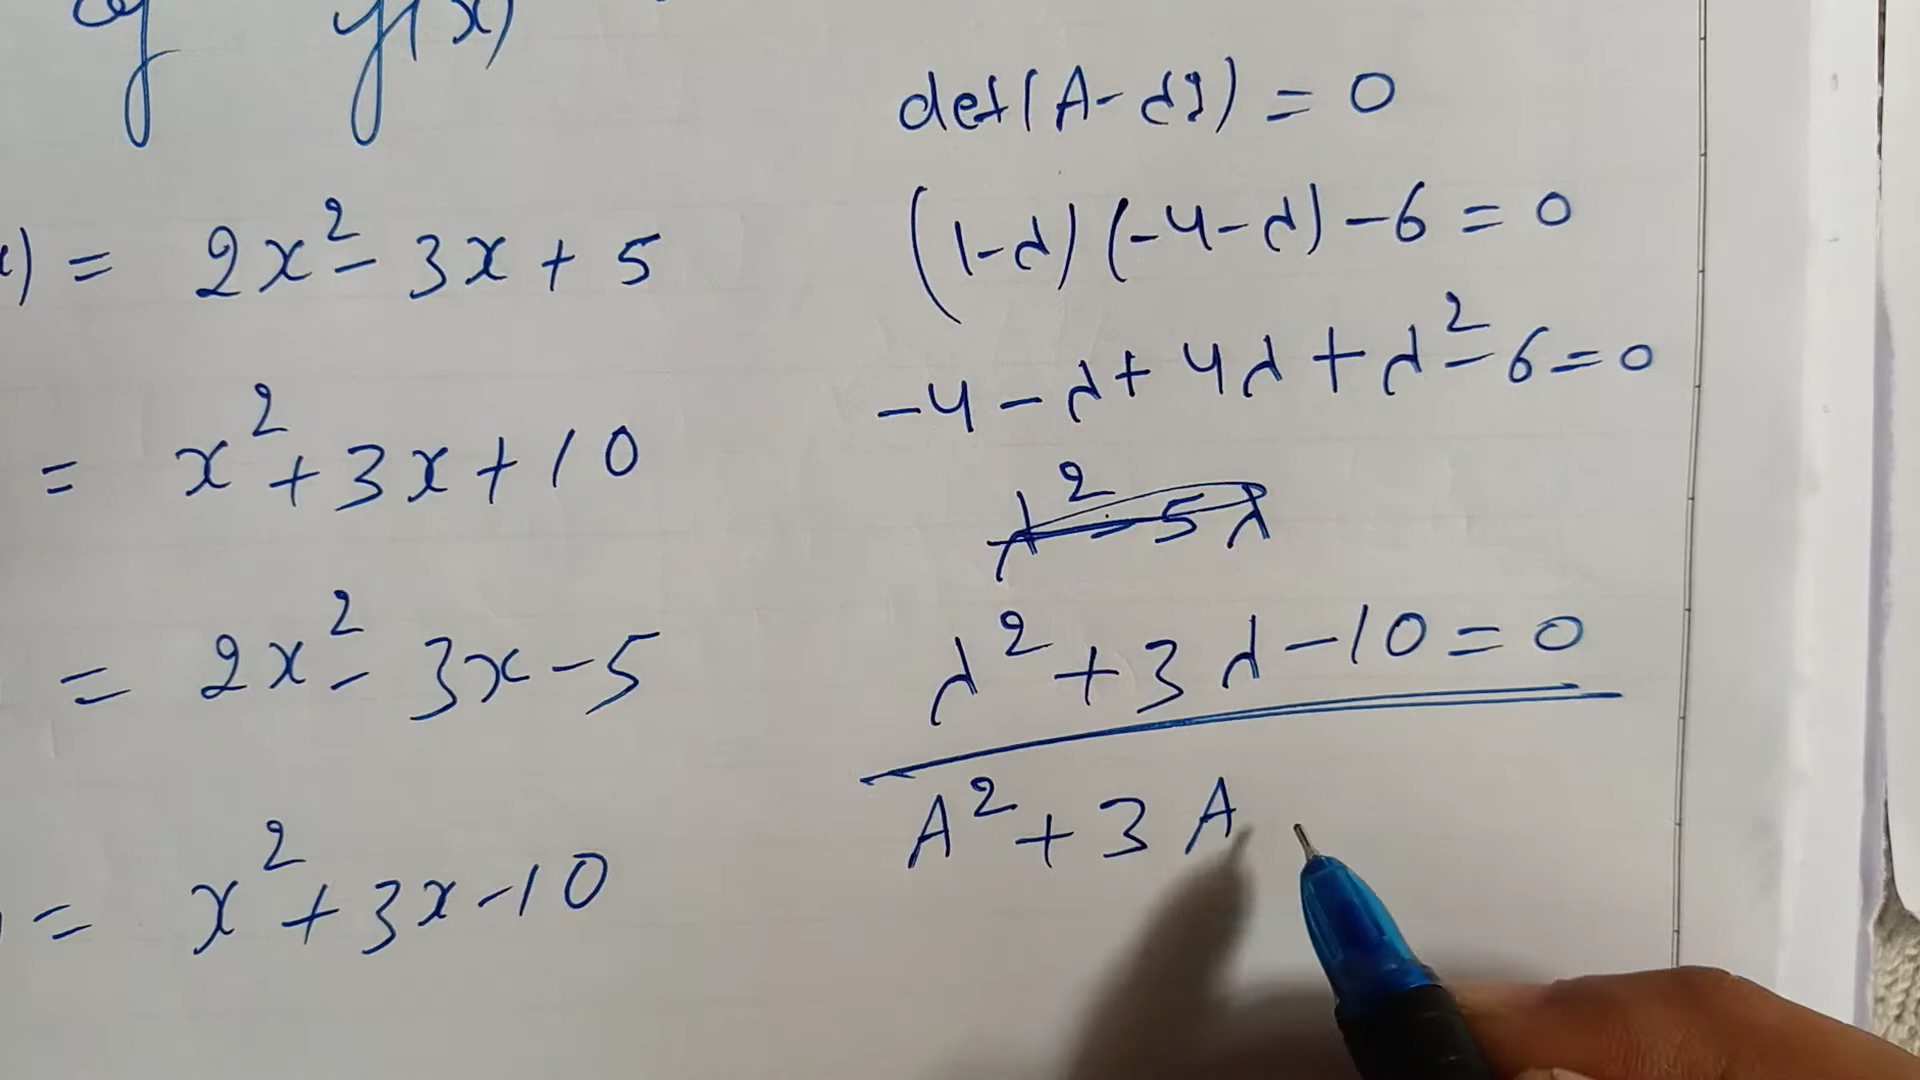 y(x)
) = 2x² - 3x + 5
= x² + 3x + 10
= 2x² - 3x - 5
= x² + 3x - 10
det(A - λI) = 0
(1-λ)(-4-λ) - 6 = 0
-4 - λ + 4λ + λ² - 6 = 0
λ² - 5λ
λ² + 3λ - 10 = 0
A² + 3A